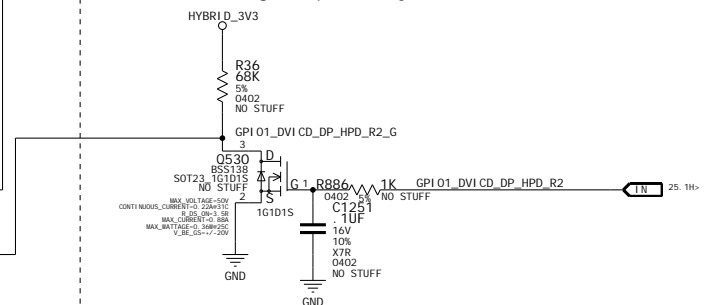 HYBRID_3V3
R36
68K
5%
0402
NO STUFF
GPIO1_DVICD_DP_HPD_R2_G
3
D
Q530
BSS138
SOT23_1G1D1S
NO STUFF
2
S
G 1
1G1D1S
MAX_VOLTAGE=50V
CONTINUOUS_CURRENT=0.22A@31C
R_DS_ON=3.5R
MAX_CURRENT=0.88A
MAX_WATTAGE=0.36W@25C
V_BE_GS=+/-20V
GND
R886
1K
0402
5%
NO STUFF
GPIO1_DVICD_DP_HPD_R2
IN
25.1H>
C1251
.1UF
16V
10%
X7R
0402
NO STUFF
GND